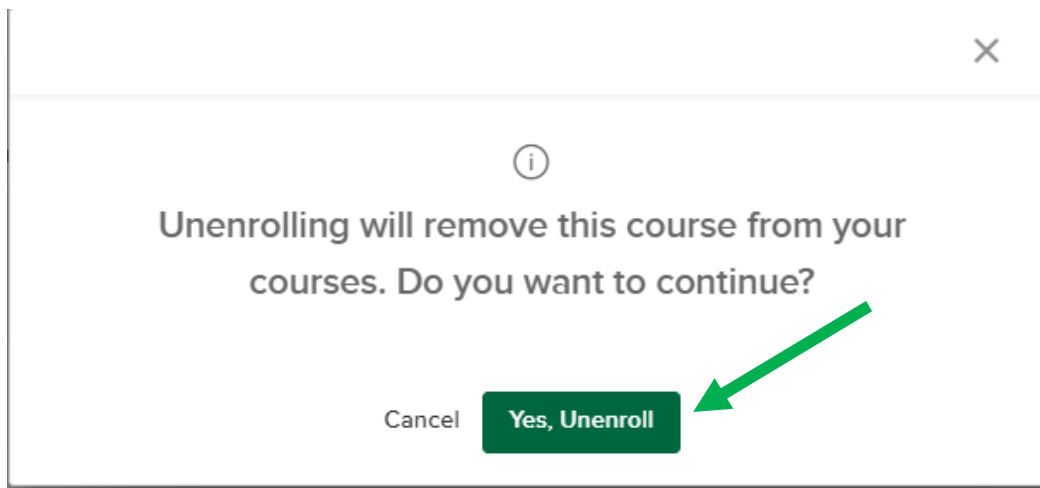 Unenrolling will remove this course from your
courses. Do you want to continue?
Cancel
Yes, Unenroll